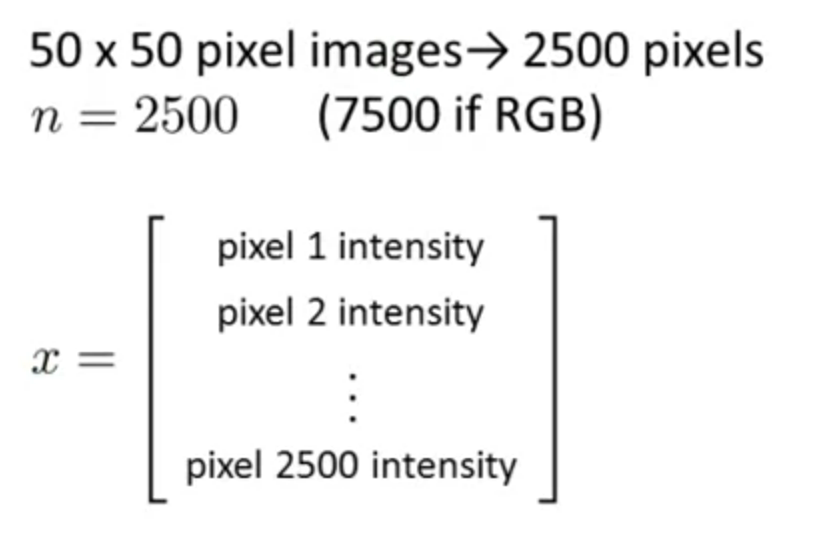 50 x 50 pixel images→ 2500 pixels
n = 2500 (7500 if RGB)
pixel 1 intensity
pixel 2 intensity
x =
⋮
pixel 2500 intensity